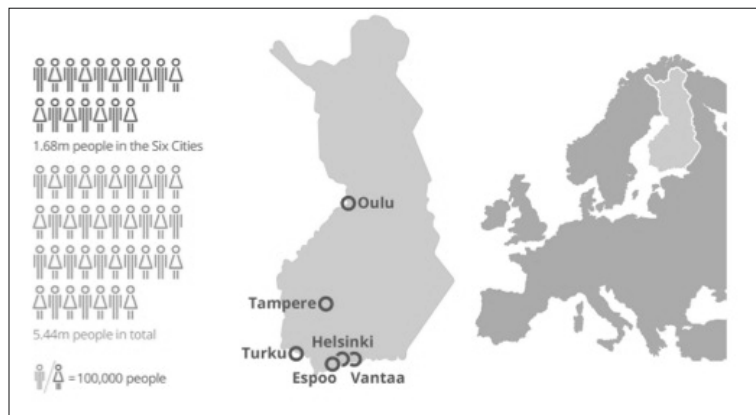 1.68m people in the Six Cities
5.44m people in total
= 100,000 people
Oulu
Tampere
Helsinki
Turku
Espoo
Vantaa